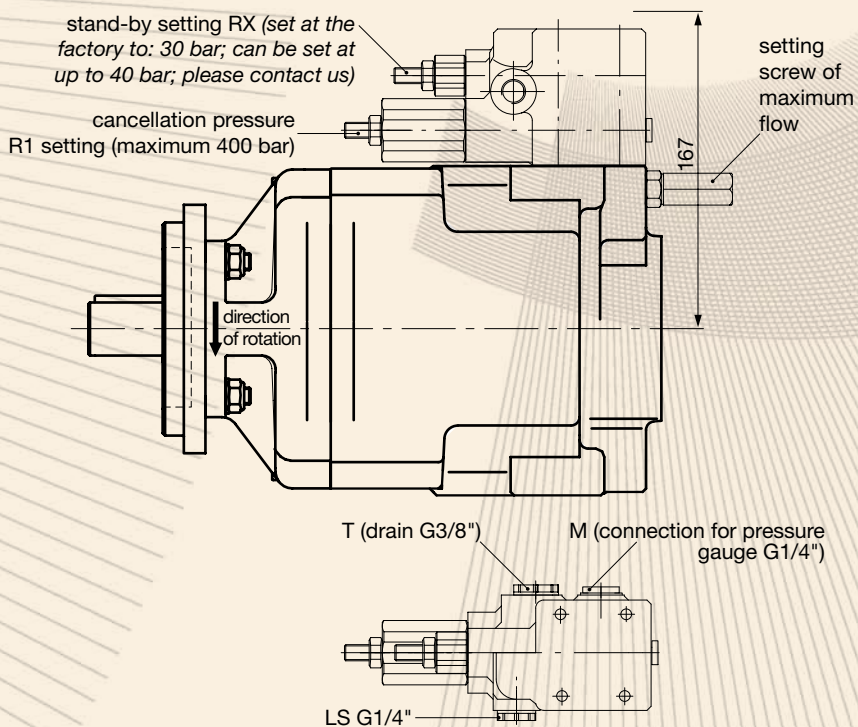 stand-by setting RX (set at the
factory to: 30 bar; can be set at
up to 40 bar; please contact us)
setting
screw of
maximum
flow
cancellation pressure
R1 setting (maximum 400 bar)
167
direction
of rotation
T (drain G3/8")
M (connection for pressure
gauge G1/4")
LS G1/4"